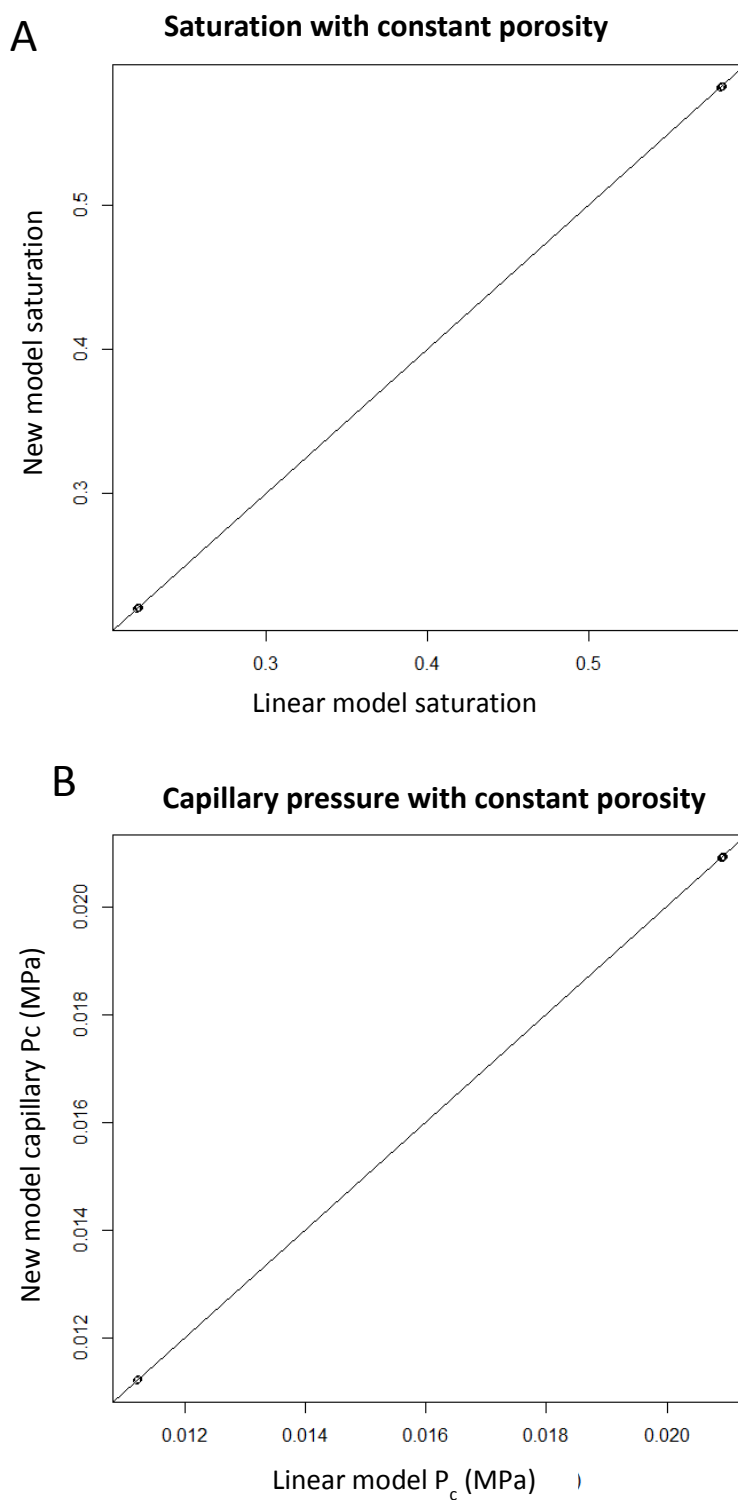 A
Saturation with constant porosity
New model saturation
0.5
0.4
0.3
0.3 0.4 0.5
Linear model saturation
B
Capillary pressure with constant porosity
New model capillary Pc (MPa)
0.020
0.018
0.016
0.014
0.012
0.012 0.014 0.016 0.018 0.020
Linear model P_c (MPa) )